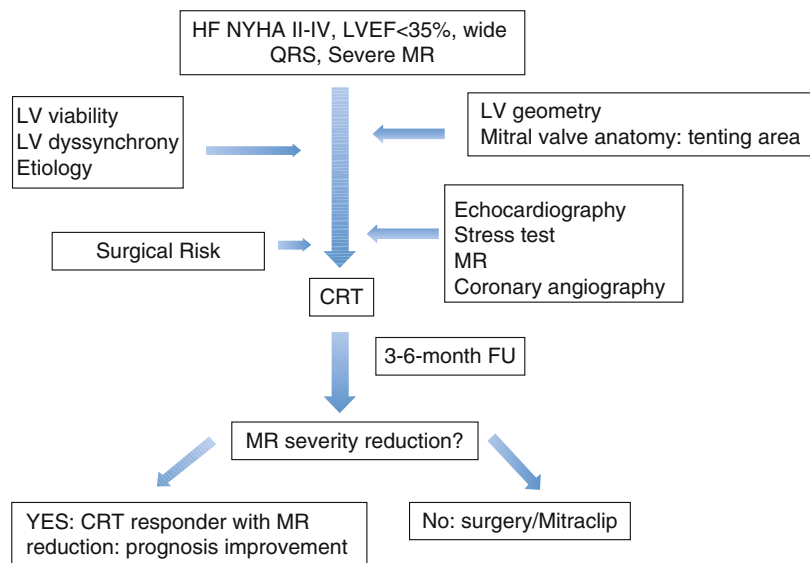 HF NYHA II-IV, LVEF<35%, wide
QRS, Severe MR
LV viability
LV dyssynchrony
Etiology
LV geometry
Mitral valve anatomy: tenting area
Echocardiography
Stress test
MR
Coronary angiography
Surgical Risk
CRT
3-6-month FU
MR severity reduction?
YES: CRT responder with MR
reduction: prognosis improvement
No: surgery/Mitraclip